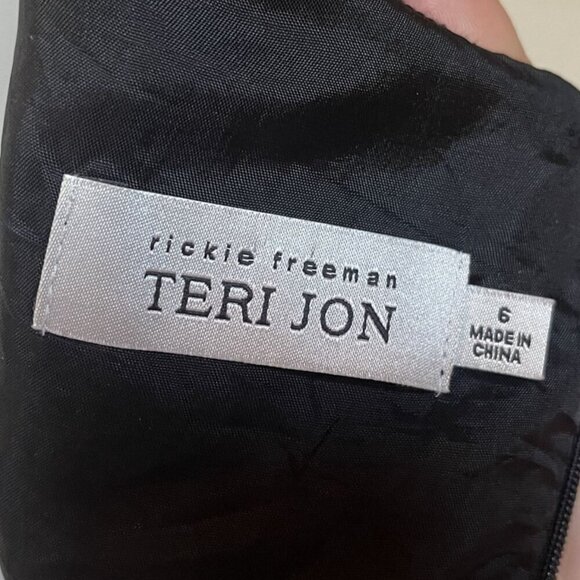 rickie freeman
TERI JON
6
MADE IN
CHINA